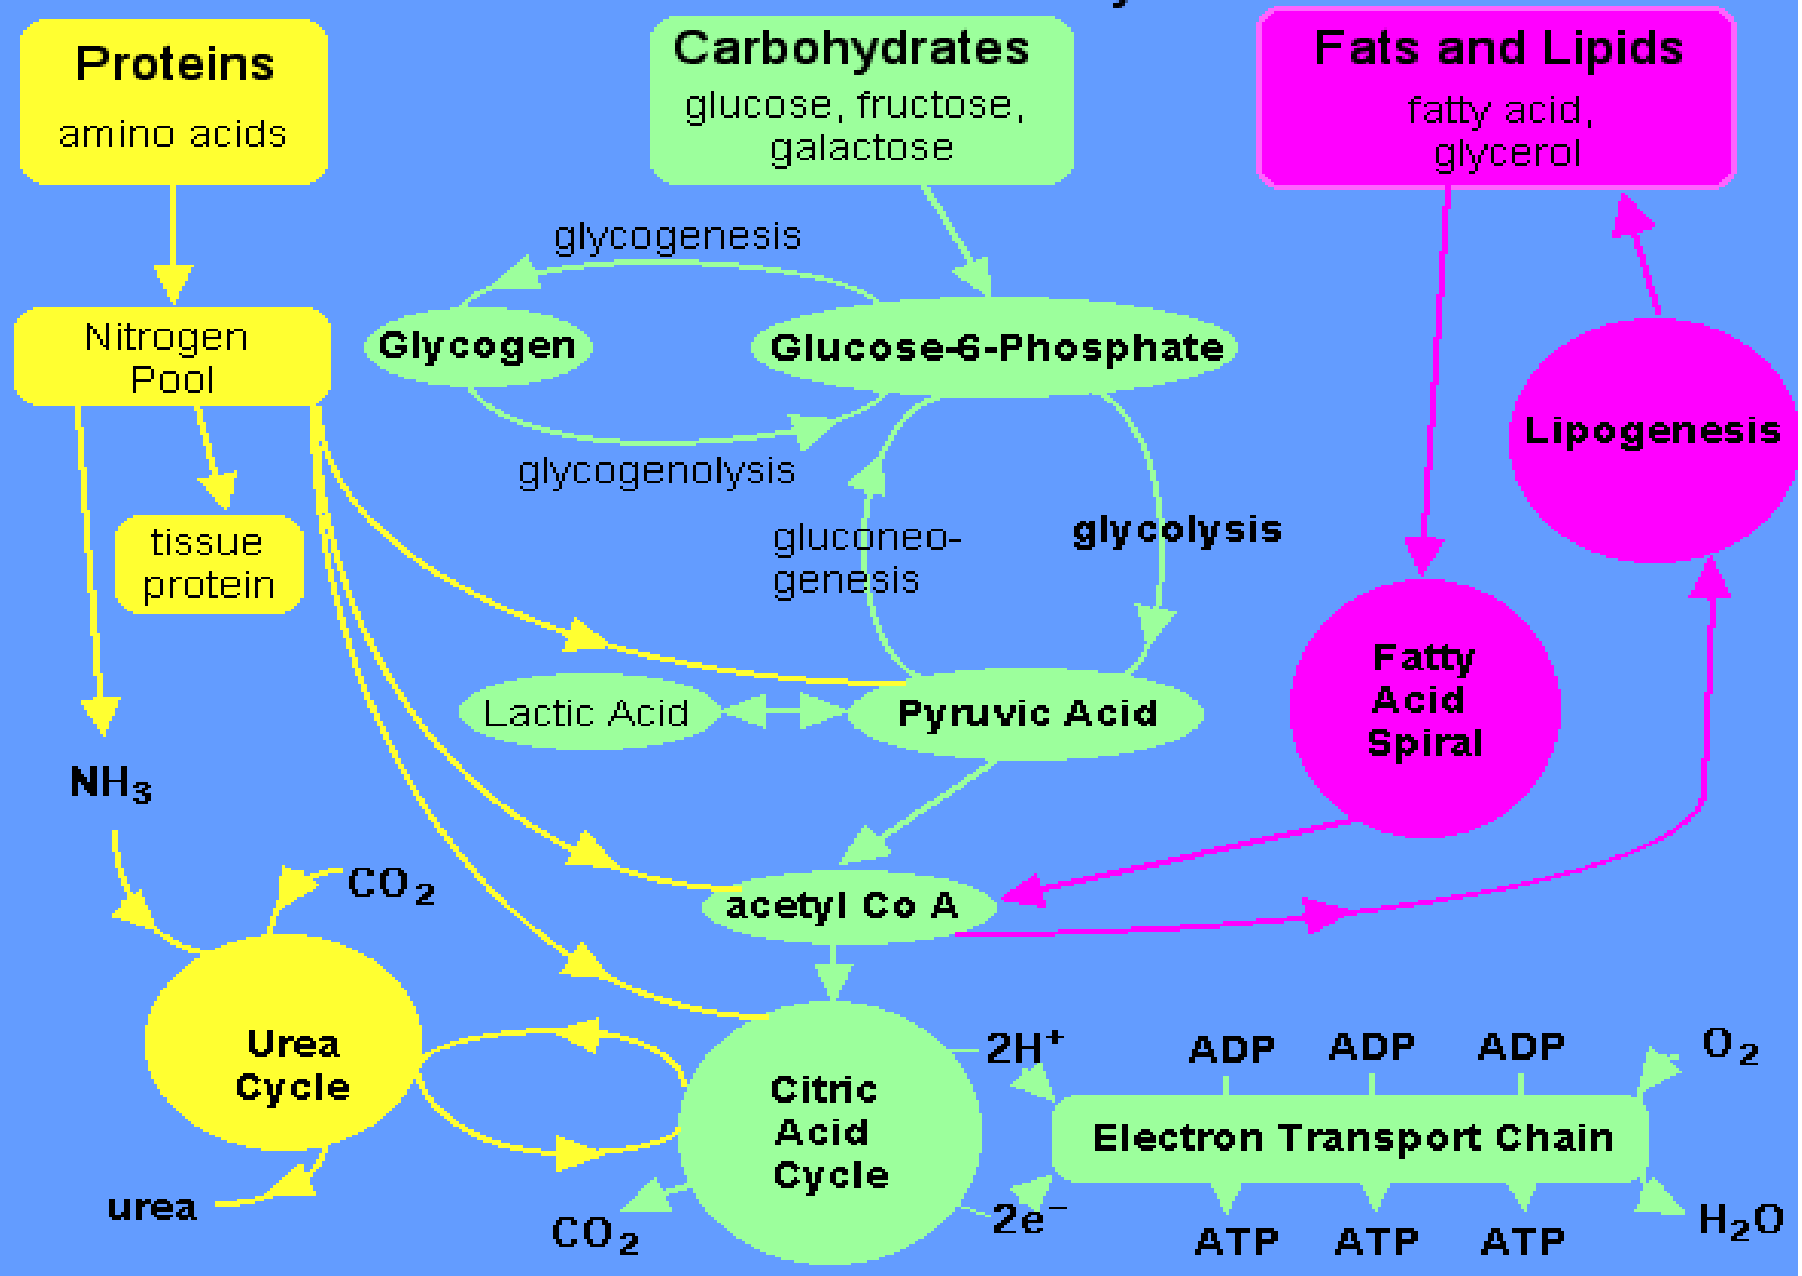 Proteins
amino acids
Carbohydrates
glucose, fructose,
galactose
Fats and Lipids
fatty acid,
glycerol
glycogenesis
Nitrogen
Pool
Glycogen
Glucose-6-Phosphate
Lipogenesis
glycogenolysis
tissue
protein
gluconeo-
genesis
glycolysis
Fatty
Acid
Spiral
Lactic Acid
Pyruvic Acid
NH₃
CO₂
acetyl Co A
Urea
Cycle
urea
Citric
Acid
Cycle
CO₂
2H⁺
2e⁻
ADP
ADP
ADP
O₂
Electron Transport Chain
ATP
ATP
ATP
H₂O